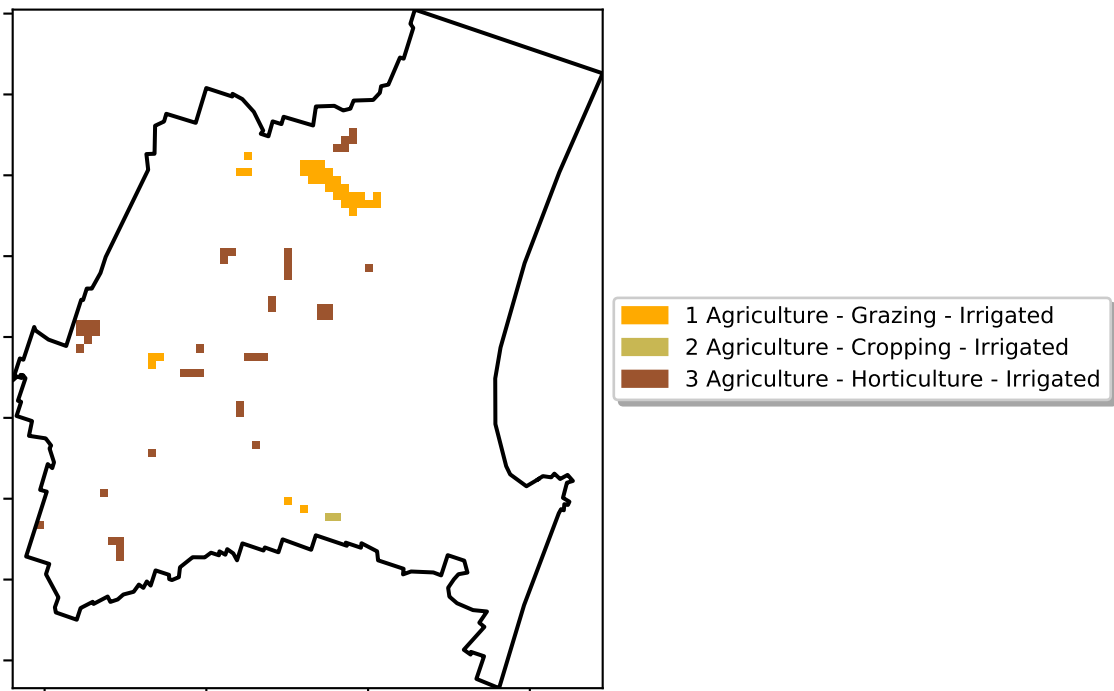 1 Agriculture - Grazing - Irrigated
2 Agriculture - Cropping - Irrigated
3 Agriculture - Horticulture - Irrigated